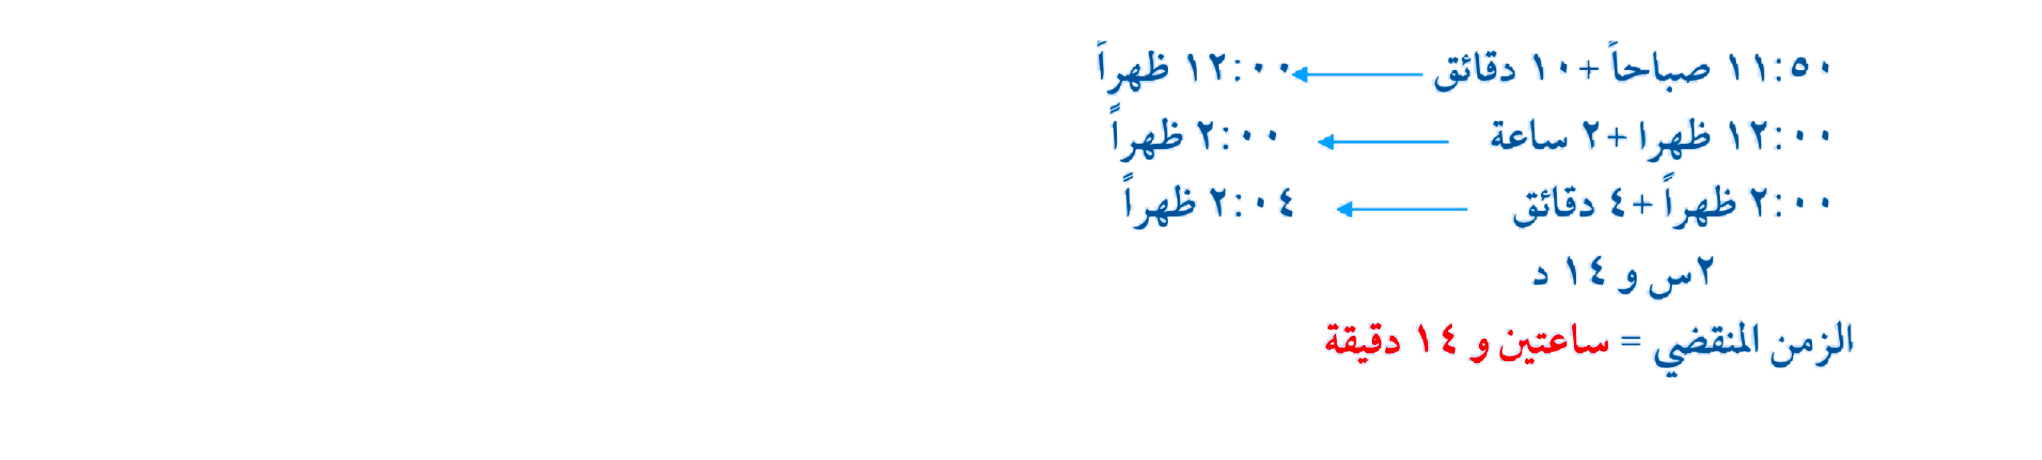 ١١:٥٠ صباحاً + ١٠ دقائق ← ١٢:٠٠ ظهراً
١٢:٠٠ ظهرا + ٢ ساعة ← ٢:٠٠ ظهراً
٢:٠٠ ظهراً + ٤ دقائق ← ٢:٠٤ ظهراً
٢س و ١٤ د
الزمن المنقضي = ساعتين و ١٤ دقيقة